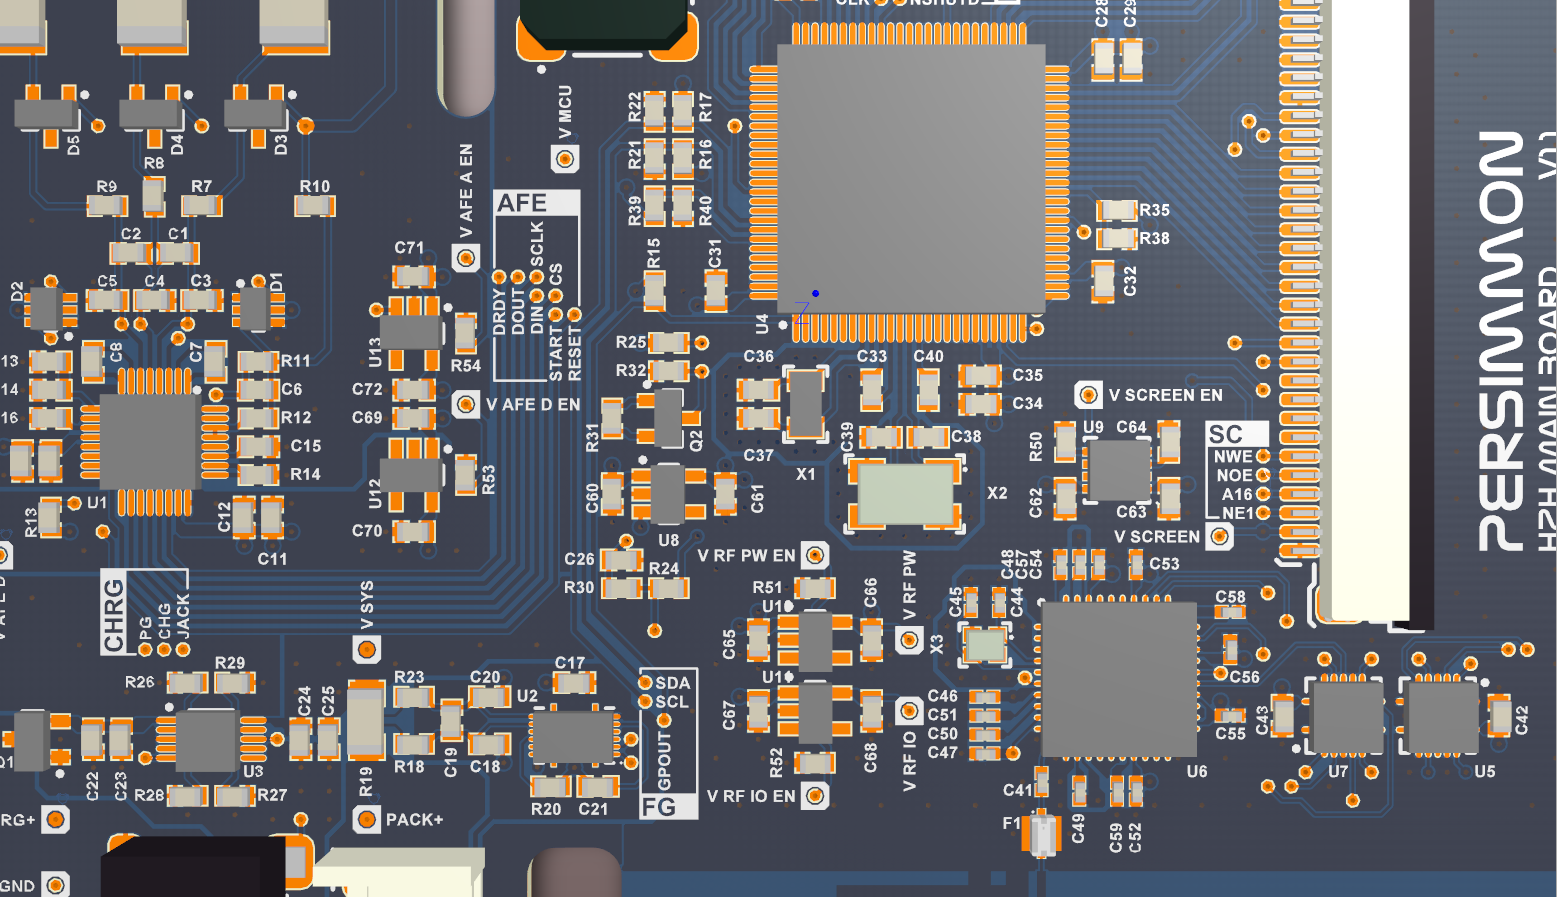 CLK
NSHUTD
C28
C29
V MCU
R22
R17
D5
D4
D3
R21
R16
R8
V AFE A EN
R9
R7
R10
AFE
R39
R40
R35
C2
C1
C71
SCLK
R38
R15
C31
C32
D2
C5
C4
C3
D1
CS
DRDY
DOUT
DIN
START
RESET
U4
U13
R54
R25
R32
C36
C33
C40
C35
C34
13
C8
C7
R11
14
C6
16
R12
C72
C69
V AFE D EN
R31
Q2
C39
C38
V SCREEN EN
R50
U9
C64
SC
NWE
NOE
A16
NE1
C15
R14
C37
X1
X2
U12
R53
C60
C61
C62
C63
U1
R13
C12
C11
C70
U8
V SCREEN
C26
R24
R30
V RF PW EN
V RF PW
C48
C57
C54
C53
CHRG
PG
CHG
JACK
V SYS
R51
C66
C45
C44
C58
C65
X3
C56
R26
R29
R23
C20
C17
SDA
SCL
C46
C51
C50
C47
C24
C25
U2
GPOUT
FG
C67
C68
V RF IO
C55
C43
C42
Q1
C22
C23
U3
R19
R18
C19
C18
R52
U6
U7
U5
R28
R27
R20
C21
V RF IO EN
C41
C49
C59
C52
F1
RG+
PACK+
GND
PERSIMMON